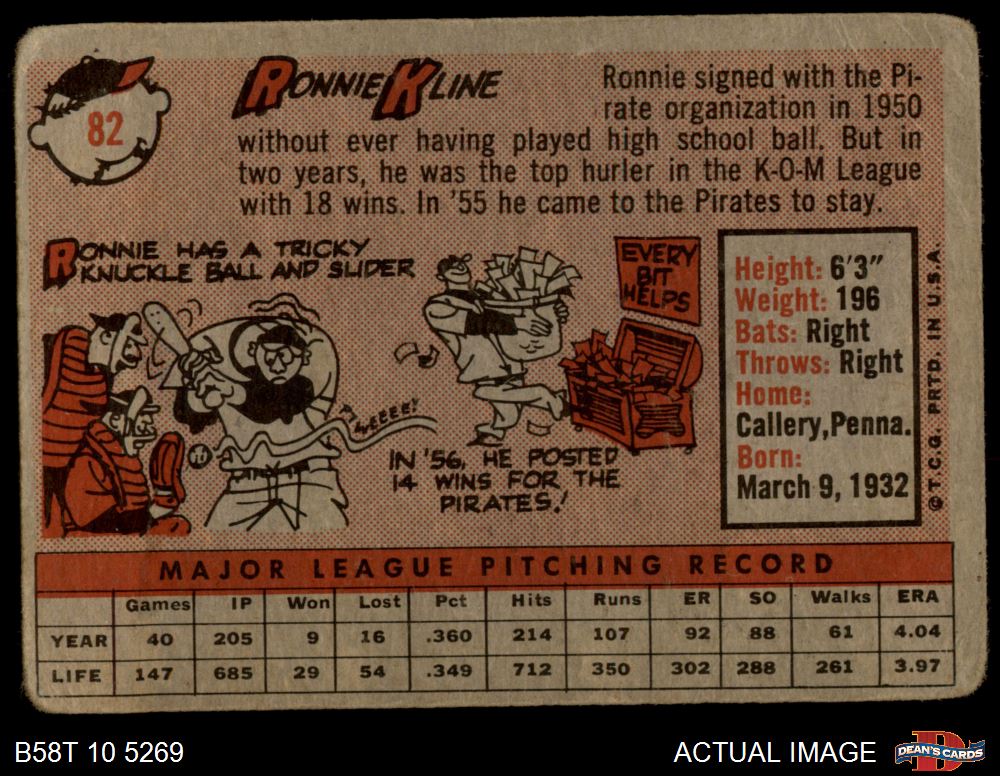 82
RONNIE KLINE
Ronnie signed with the Pi-
rate organization in 1950
without ever having played high school ball. But in
two years, he was the top hurler in the K-O-M League
with 18 wins. In '55 he came to the Pirates to stay.
RONNIE HAS A TRICKY
KNUCKLE BALL AND SLIDER
EVERY
BIT
HELPS
IN '56, HE POSTED
14 WINS FOR THE
PIRATES!
Height: 6'3"
Weight: 196
Bats: Right
Throws: Right
Home:
Callery, Penna.
Born:
March 9, 1932
© T.C.G. PRTD. IN U.S.A.
MAJOR LEAGUE PITCHING RECORD
Games IP Won Lost Pct Hits Runs ER SO Walks ERA
YEAR 40 205 9 16 .360 214 107 92 88 61 4.04
LIFE 147 685 29 54 .349 712 350 302 288 261 3.97
B58T 10 5269
ACTUAL IMAGE
DEAN'S CARDS